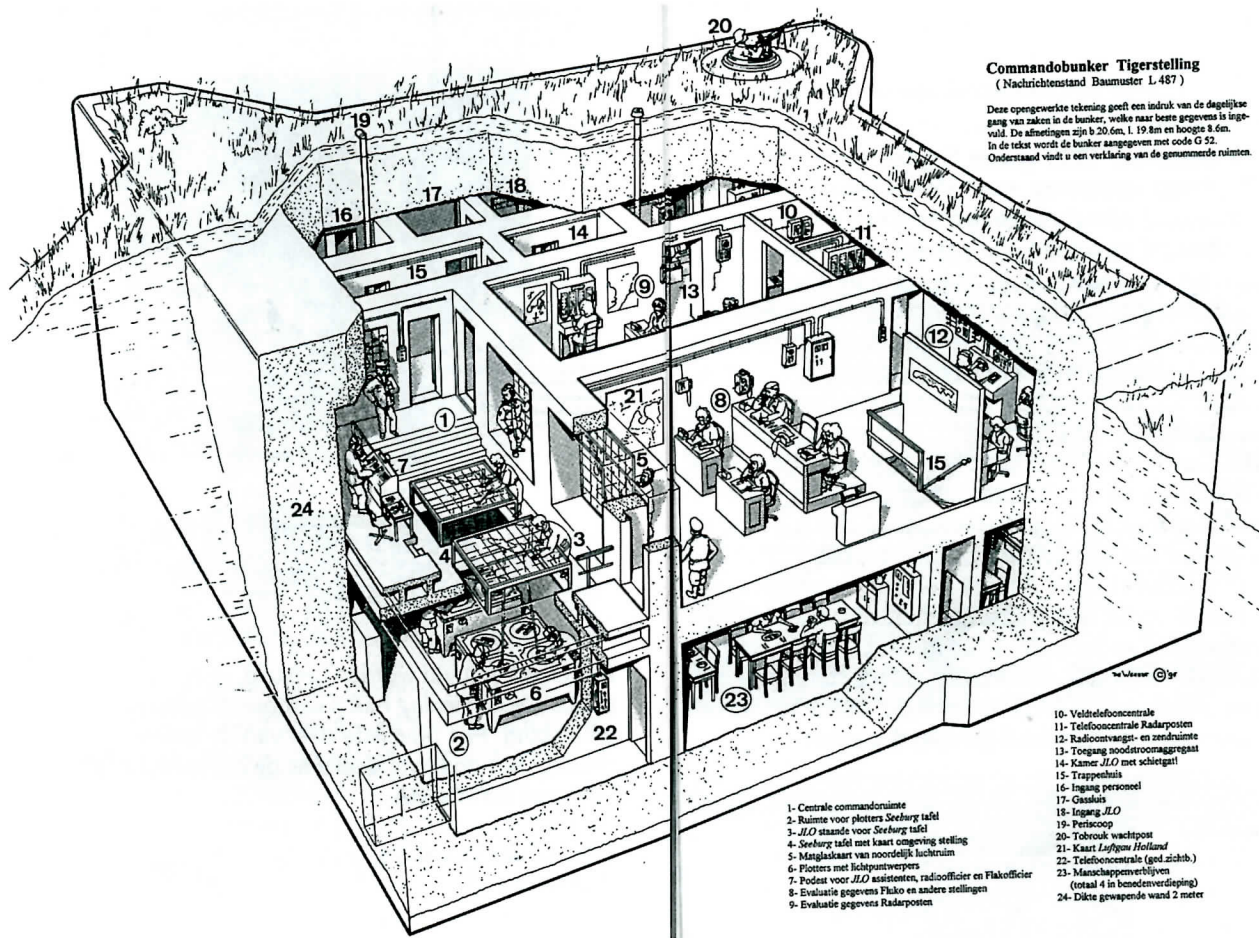 Commandobunker Tigerstelling
( Nachrichtenstand Baumuster L 487 )
Deze opengewerkte tekening geeft een indruk van de dagelijkse
gang van zaken in de bunker, welke naar beste gegevens is inge-
vuld. De afmetingen zijn b 20.6m, l. 19.8m en hoogte 8.6m.
In de tekst wordt de bunker aangegeven met code G 52.
Onderstaand vindt u een verklaring van de genummerde ruimten.
20
19
18
17
16
14
15
10
11
9
13
12
21
8
1
7
5
15
24
3
4
6
23
2
22
©'95
1- Centrale commandoruimte
2- Ruimte voor plotters Seeburg tafel
3- JLO staande voor Seeburg tafel
4- Seeburg tafel met kaart omgeving stelling
5- Matglaskaart van noordelijk luchtruim
6- Plotters met lichtpuntwerpers
7- Podest voor JLO assistenten, radioofficier en Flakofficier
8- Evaluatie gegevens Fluko en andere stellingen
9- Evaluatie gegevens Radarposten
10- Veldtelefooncentrale
11- Telefooncentrale Radarposten
12- Radioontvangst- en zendruimte
13- Toegang noodstroomaggregaat
14- Kamer JLO met schietgat!
15- Trappenhuis
16- Ingang personeel
17- Gassluis
18- Ingang JLO
19- Periscoop
20- Tobrouk wachtpost
21- Kaart Luftgau Holland
22- Telefooncentrale (ged.zichtb.)
23- Manschappenverblijven
(totaal 4 in benedenverdieping)
24- Dikte gewapende wand 2 meter